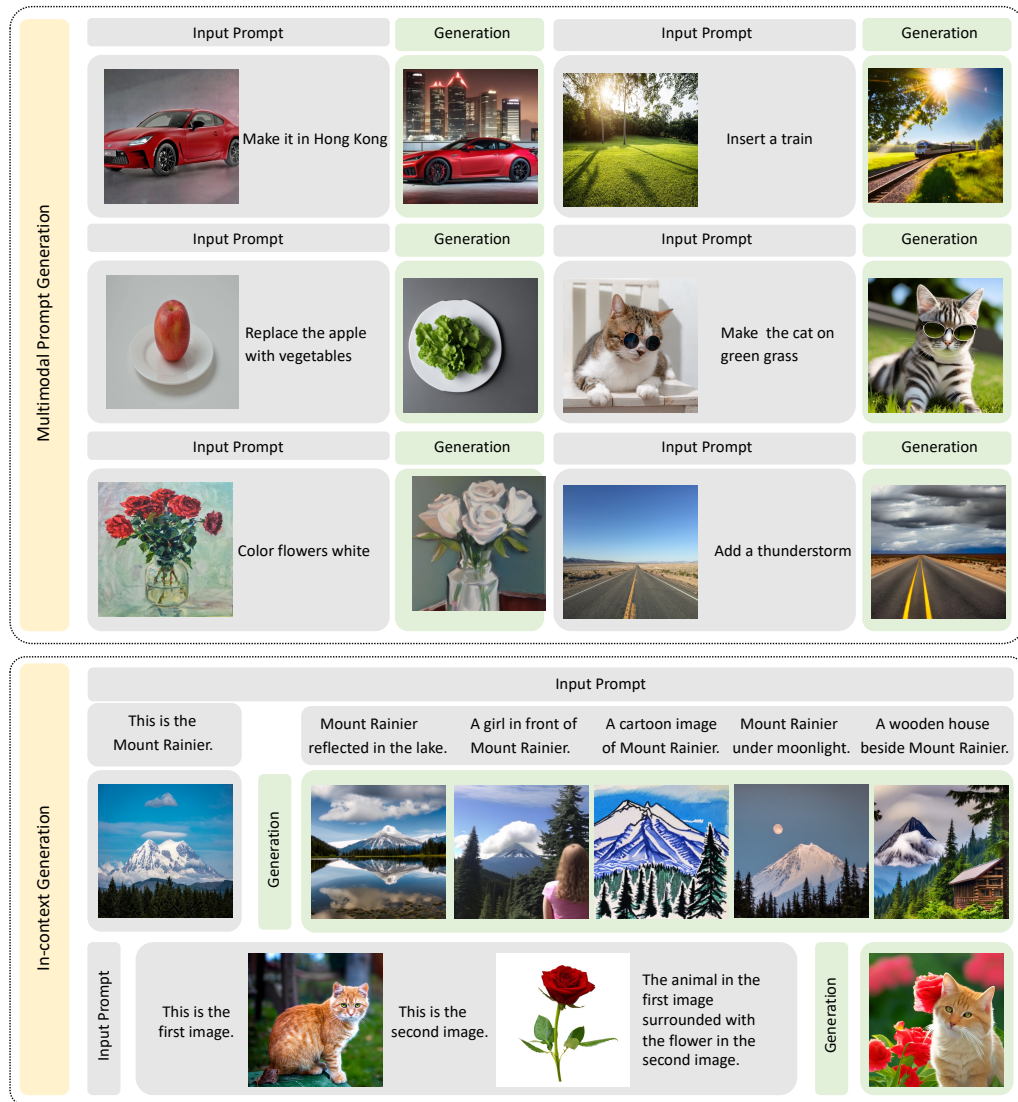 Multimodal Prompt Generation
Input Prompt
Generation
Input Prompt
Generation
Make it in Hong Kong
Insert a train
Input Prompt
Generation
Input Prompt
Generation
Replace the apple
with vegetables
Make the cat on
green grass
Input Prompt
Generation
Input Prompt
Generation
Color flowers white
Add a thunderstorm
In-context Generation
Input Prompt
This is the
Mount Rainier.
Mount Rainier
reflected in the lake.
A girl in front of
Mount Rainier.
A cartoon image
of Mount Rainier.
Mount Rainier
under moonlight.
A wooden house
beside Mount Rainier.
Generation
Input Prompt
This is the
first image.
This is the
second image.
The animal in the
first image
surrounded with
the flower in the
second image.
Generation